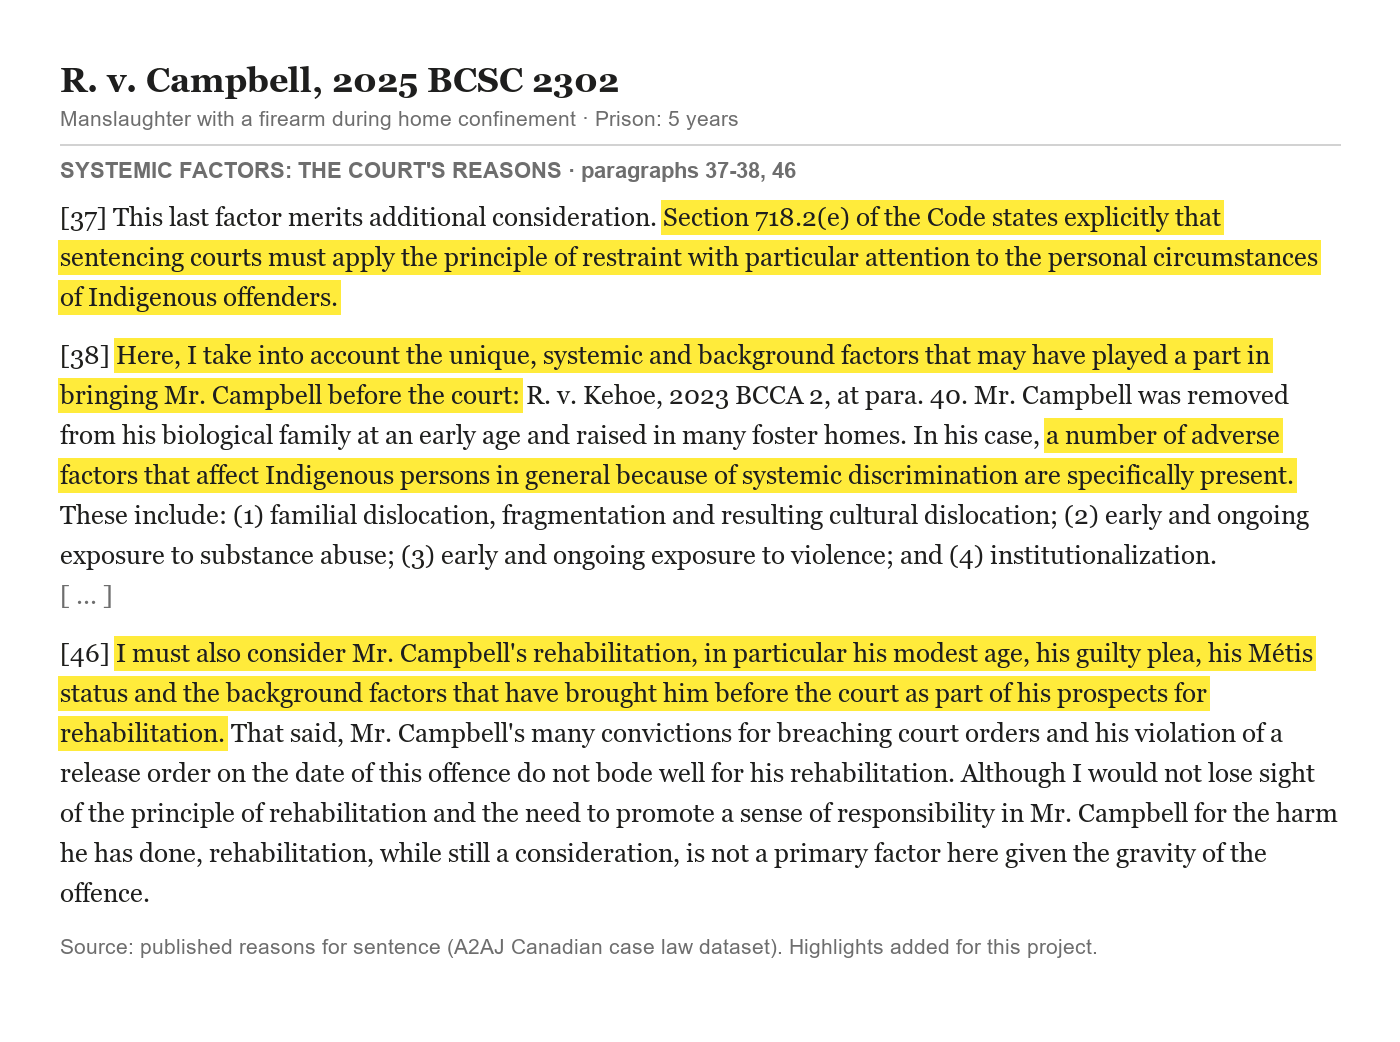 R. v. Campbell, 2025 BCSC 2302
Manslaughter with a firearm during home confinement · Prison: 5 years
SYSTEMIC FACTORS: THE COURT'S REASONS · paragraphs 37-38, 46
[37] This last factor merits additional consideration. Section 718.2(e) of the Code states explicitly that
sentencing courts must apply the principle of restraint with particular attention to the personal circumstances
of Indigenous offenders.
[38] Here, I take into account the unique, systemic and background factors that may have played a part in
bringing Mr. Campbell before the court: R. v. Kehoe, 2023 BCCA 2, at para. 40. Mr. Campbell was removed
from his biological family at an early age and raised in many foster homes. In his case, a number of adverse
factors that affect Indigenous persons in general because of systemic discrimination are specifically present.
These include: (1) familial dislocation, fragmentation and resulting cultural dislocation; (2) early and ongoing
exposure to substance abuse; (3) early and ongoing exposure to violence; and (4) institutionalization.
[ ... ]
[46] I must also consider Mr. Campbell's rehabilitation, in particular his modest age, his guilty plea, his Métis
status and the background factors that have brought him before the court as part of his prospects for
rehabilitation. That said, Mr. Campbell's many convictions for breaching court orders and his violation of a
release order on the date of this offence do not bode well for his rehabilitation. Although I would not lose sight
of the principle of rehabilitation and the need to promote a sense of responsibility in Mr. Campbell for the harm
he has done, rehabilitation, while still a consideration, is not a primary factor here given the gravity of the
offence.
Source: published reasons for sentence (A2AJ Canadian case law dataset). Highlights added for this project.